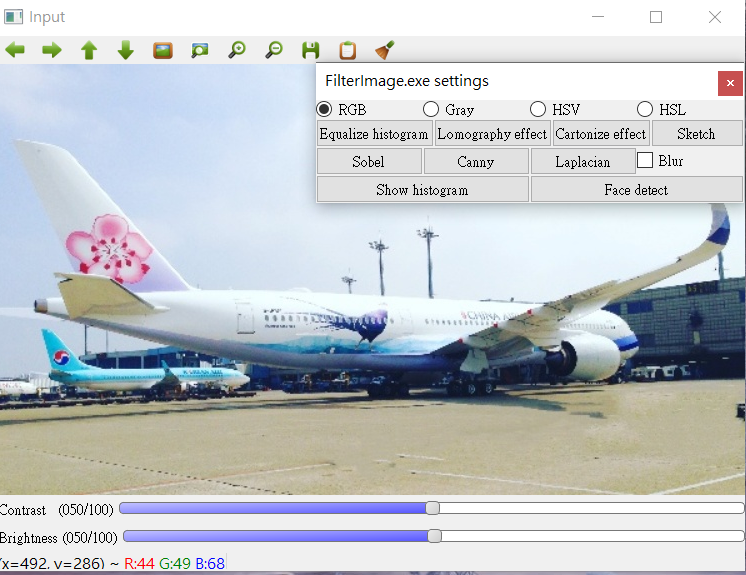 Input
FilterImage.exe settings
RGB Gray HSV HSL
Equalize histogram Lomography effect Cartonize effect Sketch
Sobel Canny Laplacian Blur
Show histogram Face detect
CHINA
KOREAN AIR
Contrast (050/100)
Brightness (050/100)
(x=492, y=286) ~ R:44 G:49 B:68